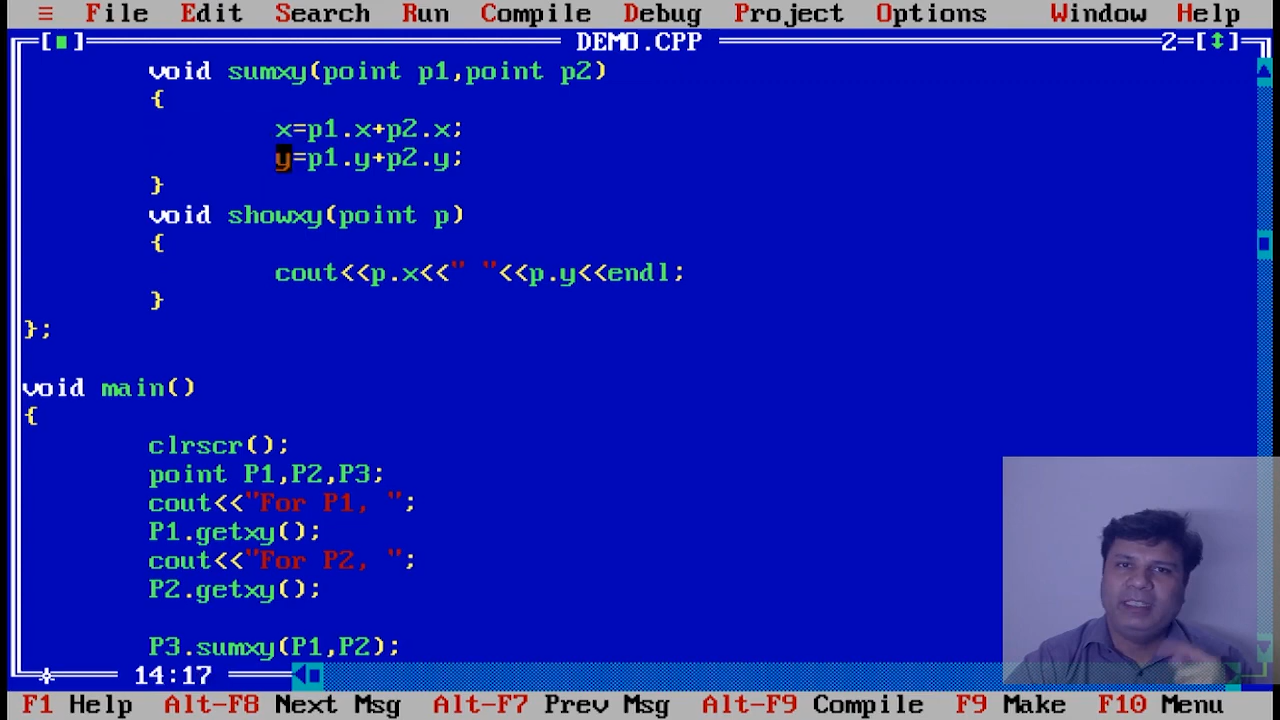 ≡ File Edit Search Run Compile Debug Project Options Window Help
[■] DEMO.CPP 2=[↕]
void sumxy(point p1,point p2)
{
x=p1.x+p2.x;
y=p1.y+p2.y;
}
void showxy(point p)
{
cout<<p.x<<" "<<p.y<<endl;
}
};
void main()
{
clrscr();
point P1,P2,P3;
cout<<"For P1, ";
P1.getxy();
cout<<"For P2, ";
P2.getxy();
P3.sumxy(P1,P2);
14:17
F1 Help Alt-F8 Next Msg Alt-F7 Prev Msg Alt-F9 Compile F9 Make F10 Menu